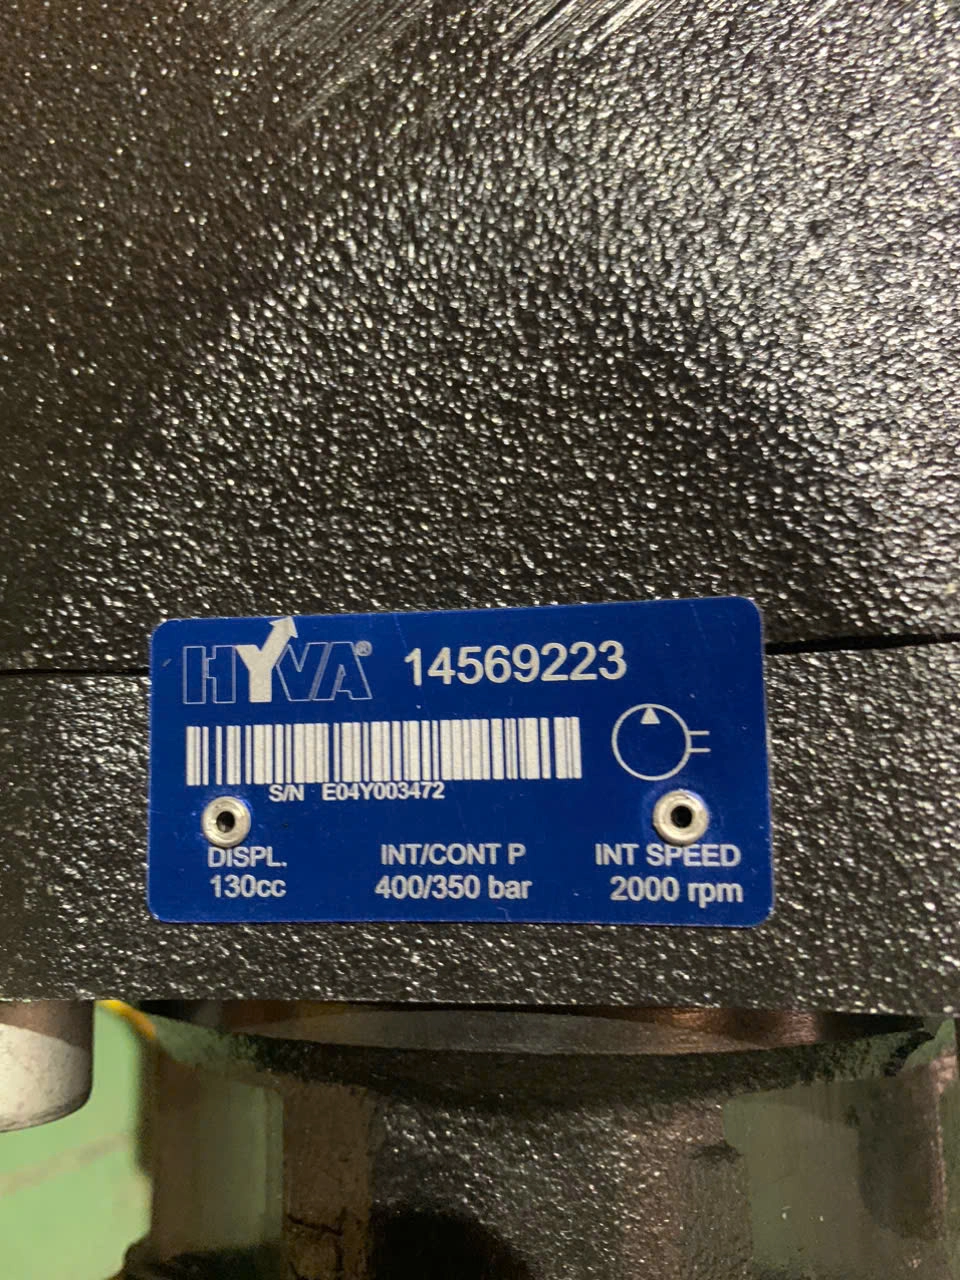 HYVA® 14569223
S/N E04Y003472
DISPL. INT/CONT P INT SPEED
130cc 400/350 bar 2000 rpm